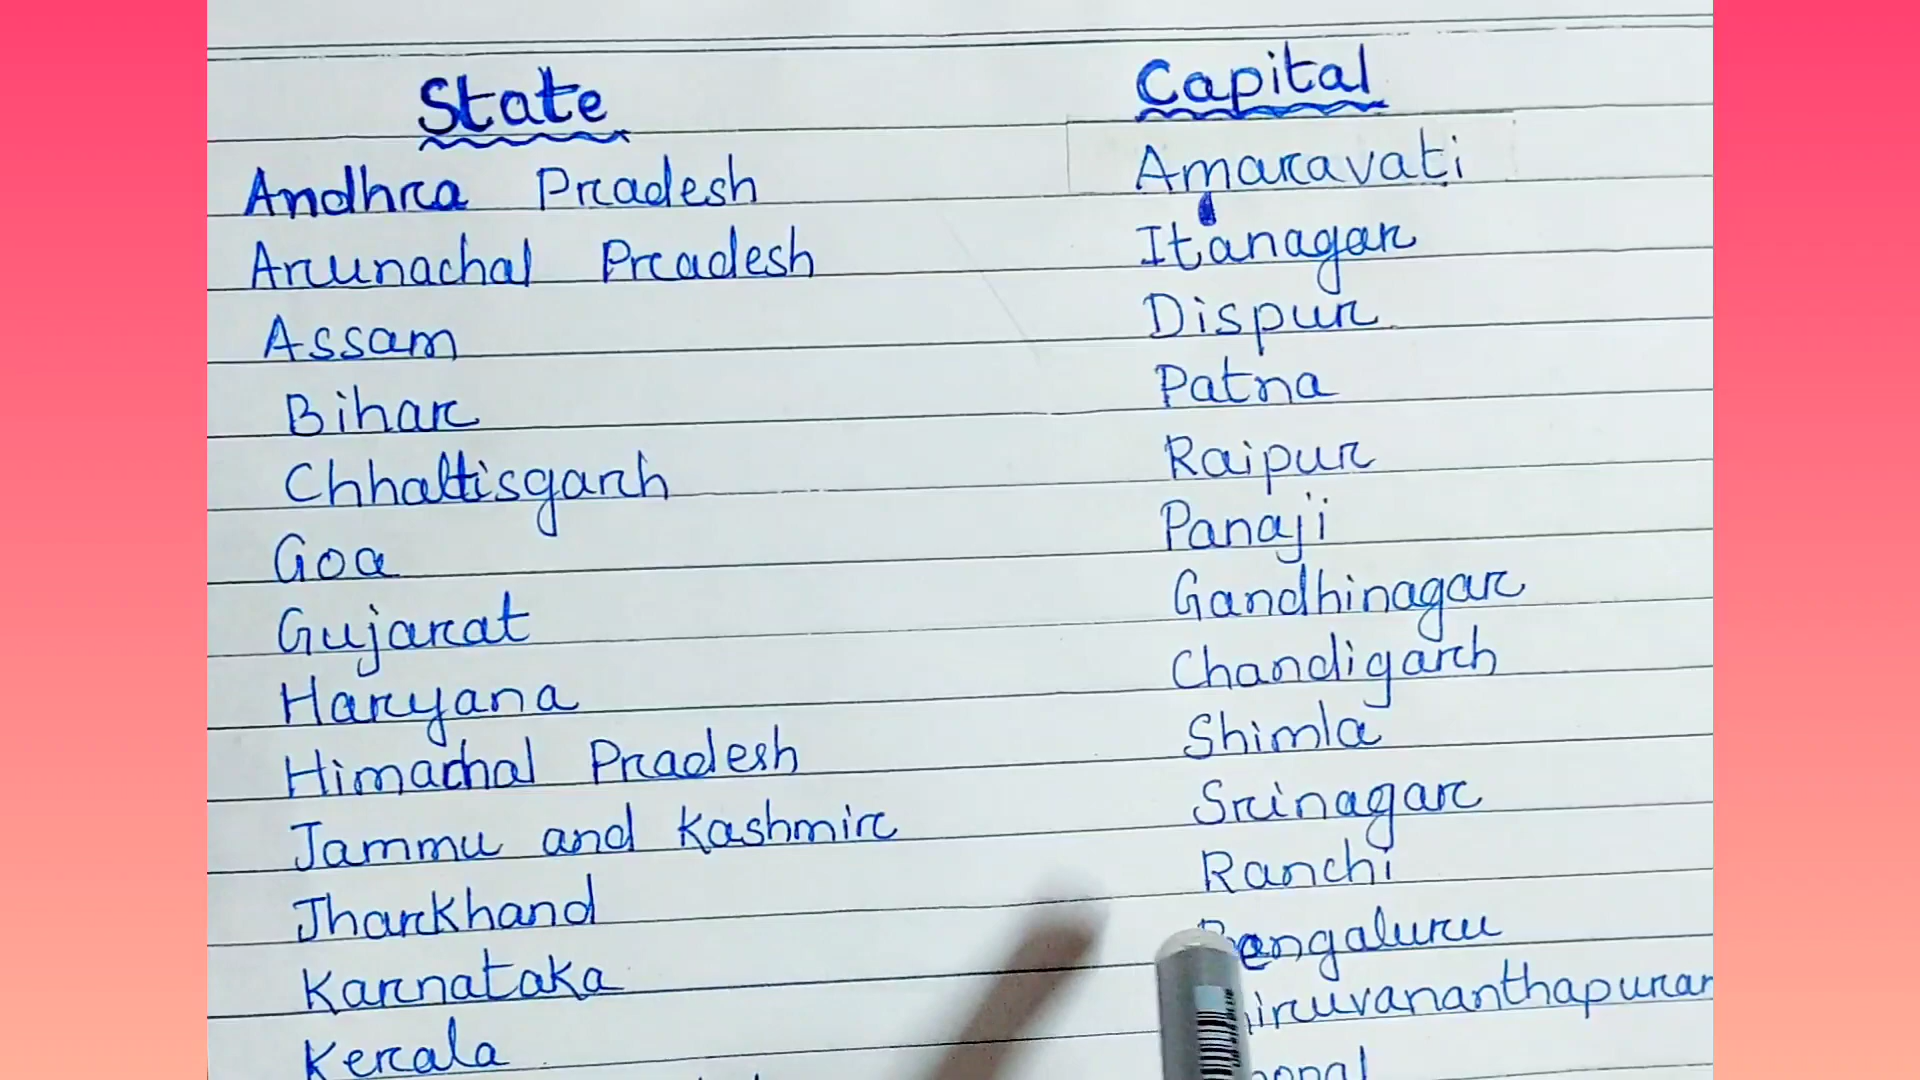 State Capital
Andhra Pradesh Amaravati
Arunachal Pradesh Itanagar
Assam Dispur
Bihar Patna
Chhattisgarh Raipur
Goa Panaji
Gujarat Gandhinagar
Haryana Chandigarh
Himachal Pradesh Shimla
Jammu and Kashmir Srinagar
Jharkhand Ranchi
Karnataka Bengaluru
Kerala